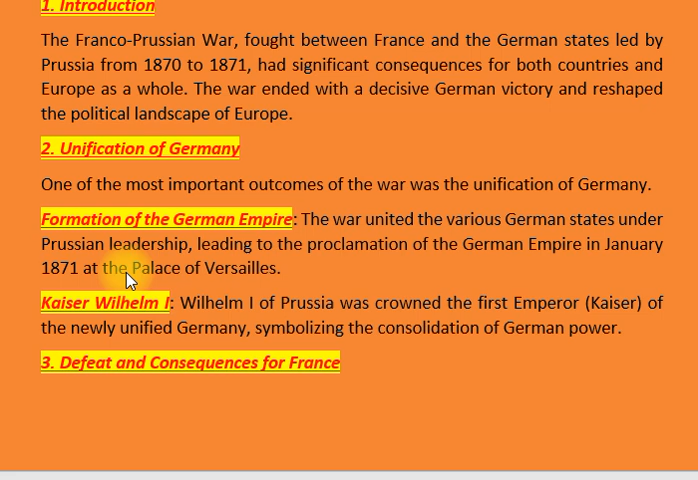 1. Introduction
The Franco-Prussian War, fought between France and the German states led by
Prussia from 1870 to 1871, had significant consequences for both countries and
Europe as a whole. The war ended with a decisive German victory and reshaped
the political landscape of Europe.
2. Unification of Germany
One of the most important outcomes of the war was the unification of Germany.
Formation of the German Empire: The war united the various German states under
Prussian leadership, leading to the proclamation of the German Empire in January
1871 at the Palace of Versailles.
Kaiser Wilhelm I: Wilhelm I of Prussia was crowned the first Emperor (Kaiser) of
the newly unified Germany, symbolizing the consolidation of German power.
3. Defeat and Consequences for France